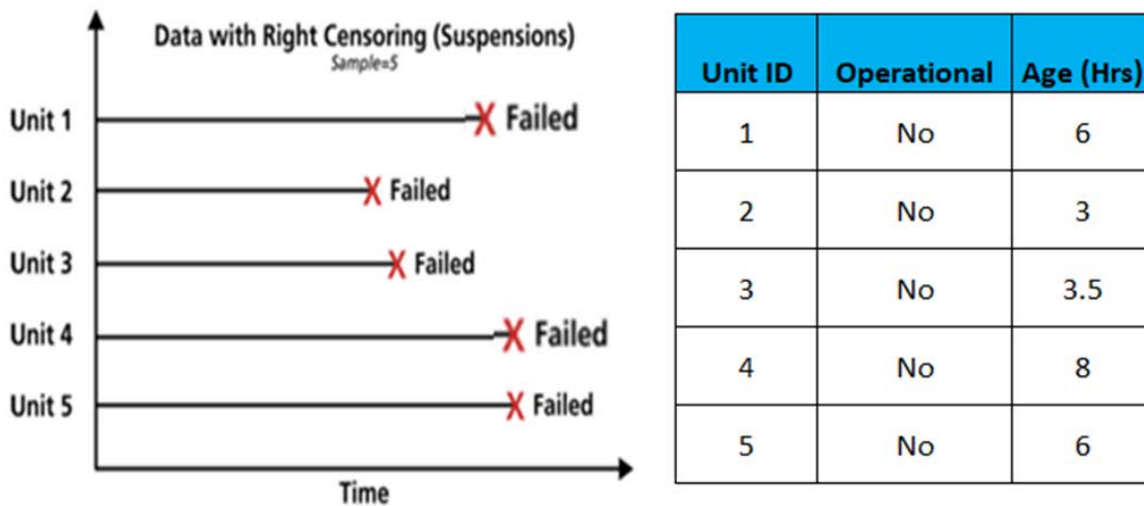 Data with Right Censoring (Suspensions)
Sample=5
Unit 1
Failed
Unit 2
Failed
Unit 3
Failed
Unit 4
Failed
Unit 5
Failed
Time
Unit ID Operational Age (Hrs)
1 No 6
2 No 3
3 No 3.5
4 No 8
5 No 6